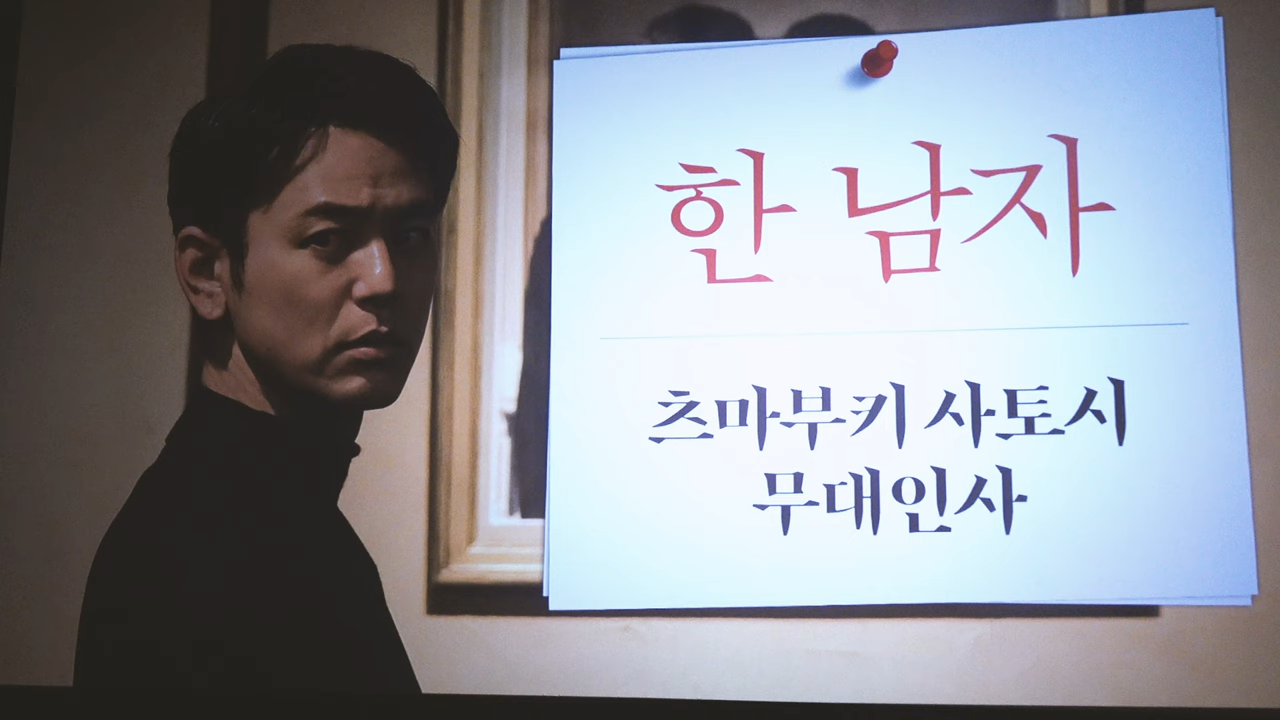 한 남자
츠마부키 사토시
무대인사